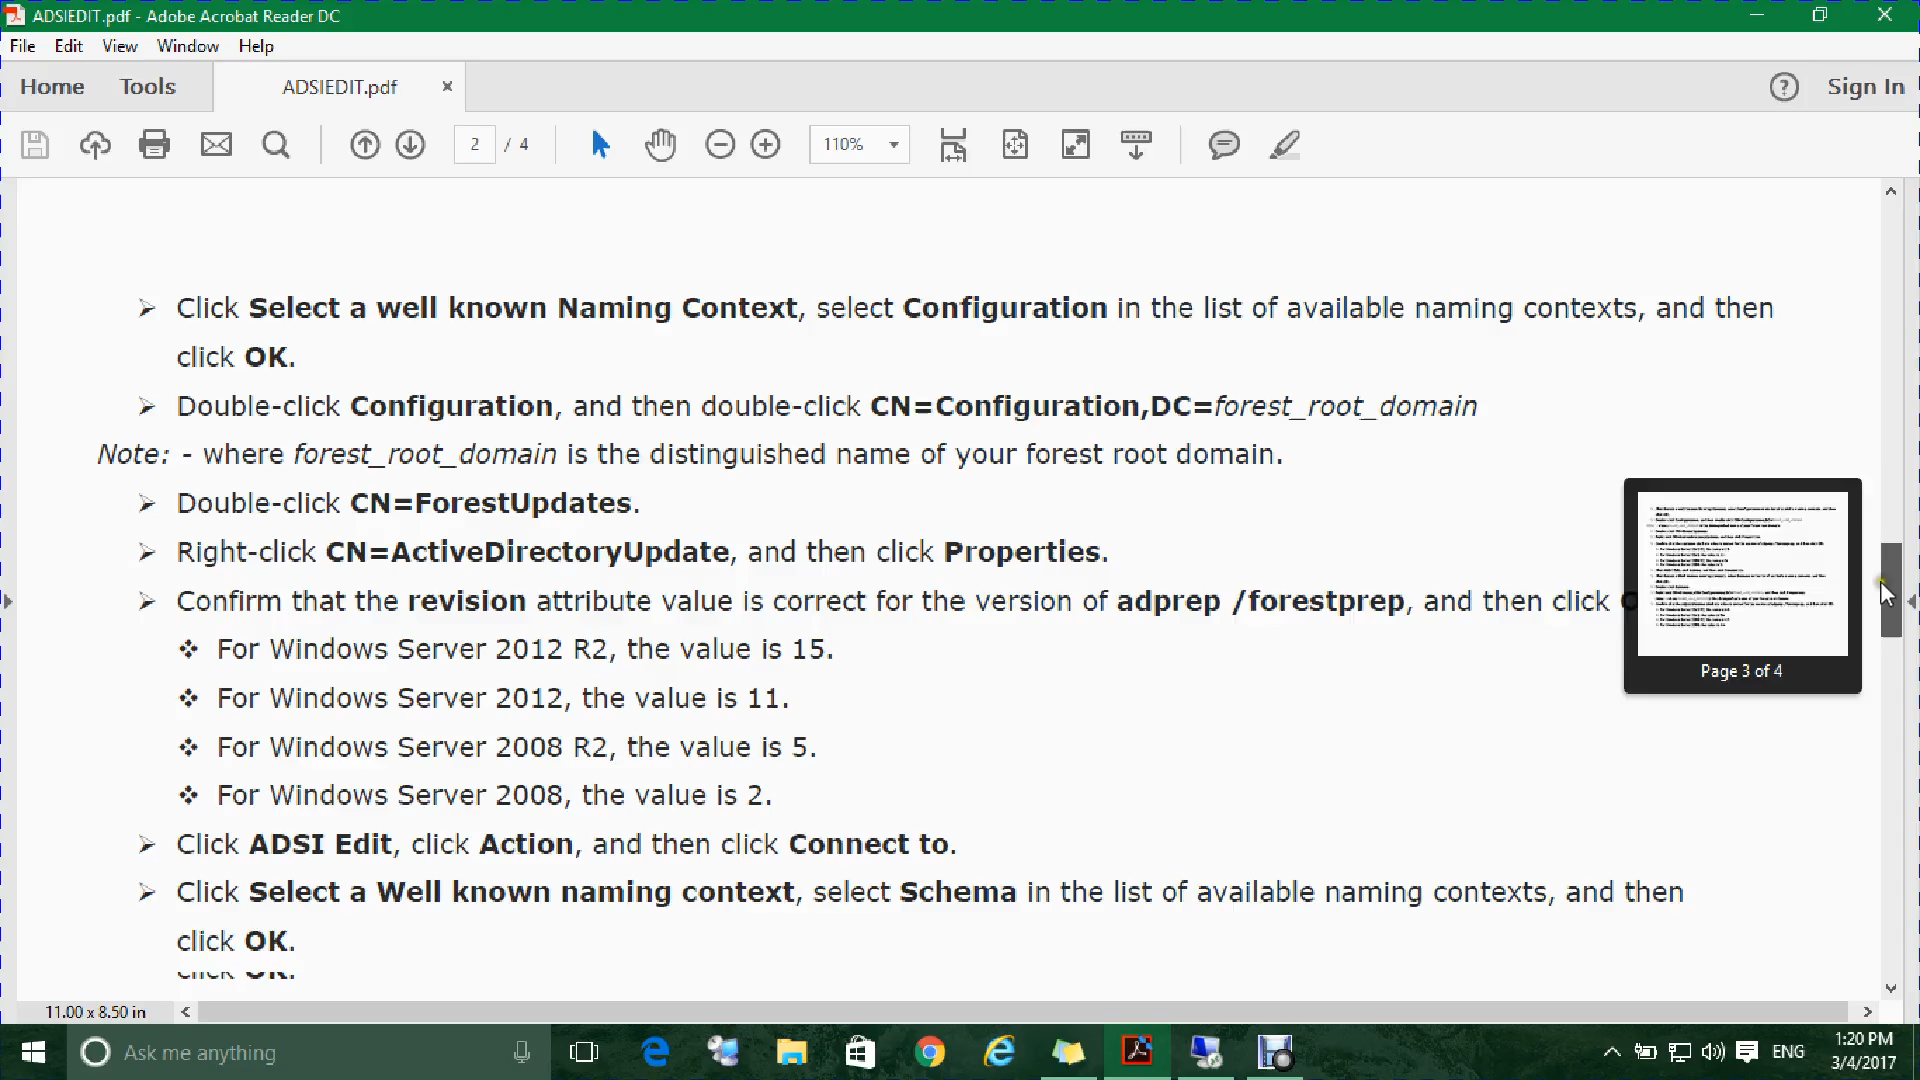 ADSIEDIT.pdf - Adobe Acrobat Reader DC
File Edit View Window Help
Home Tools ADSIEDIT.pdf × ? Sign In
2 / 4 110%
➢ Click Select a well known Naming Context, select Configuration in the list of available naming contexts, and then
click OK.
➢ Double-click Configuration, and then double-click CN=Configuration,DC=forest_root_domain
Note: - where forest_root_domain is the distinguished name of your forest root domain.
➢ Double-click CN=ForestUpdates.
➢ Right-click CN=ActiveDirectoryUpdate, and then click Properties.
➢ Confirm that the revision attribute value is correct for the version of adprep /forestprep, and then click
❖ For Windows Server 2012 R2, the value is 15.
❖ For Windows Server 2012, the value is 11.
❖ For Windows Server 2008 R2, the value is 5.
❖ For Windows Server 2008, the value is 2.
➢ Click ADSI Edit, click Action, and then click Connect to.
➢ Click Select a Well known naming context, select Schema in the list of available naming contexts, and then
click OK.
click OK.
Page 3 of 4
11.00 x 8.50 in
Ask me anything
ENG
1:20 PM
3/4/2017